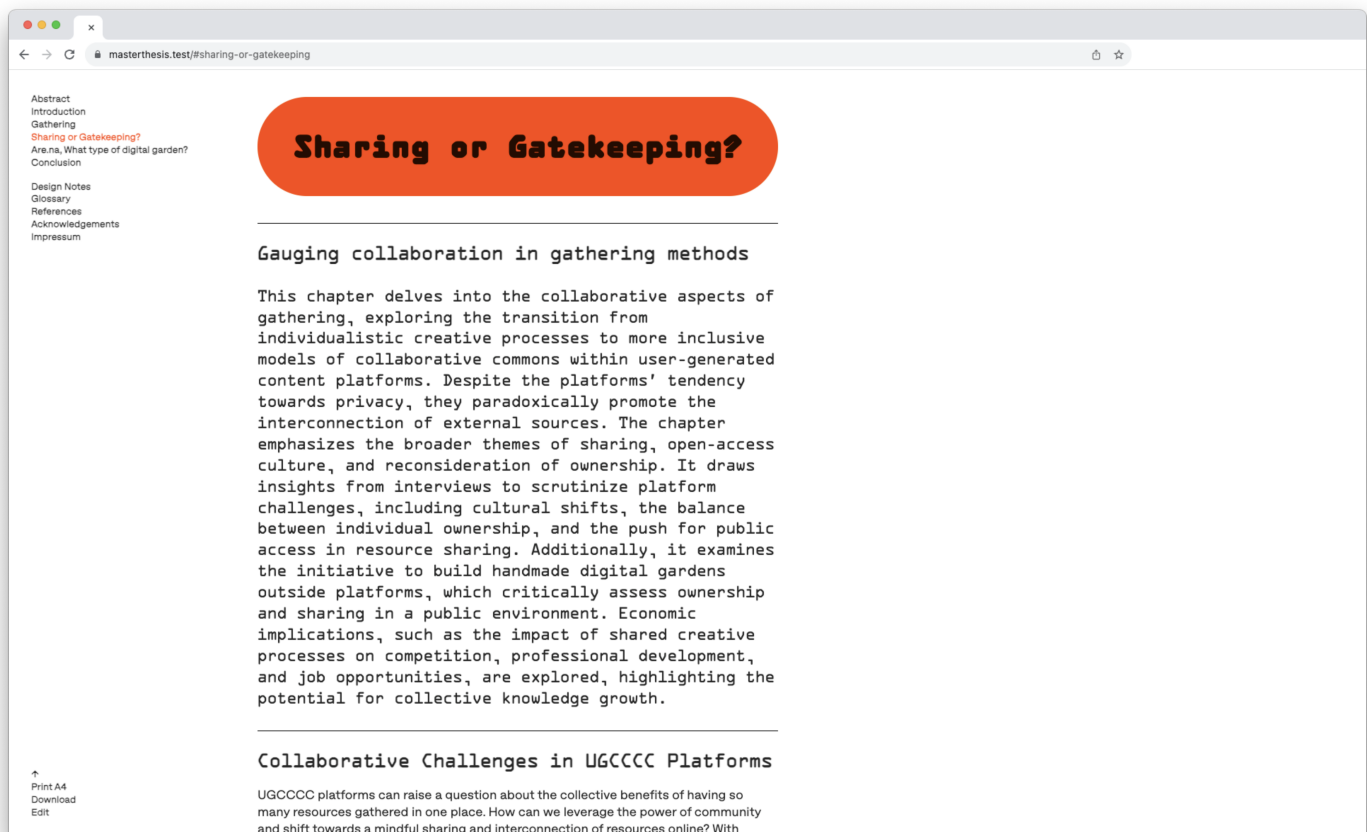 masterthesis.test/#sharing-or-gatekeeping
Abstract
Introduction
Gathering
Sharing or Gatekeeping?
Are.na, What type of digital garden?
Conclusion
Design Notes
Glossary
References
Acknowledgements
Impressum
Sharing or Gatekeeping?
Gauging collaboration in gathering methods
This chapter delves into the collaborative aspects of
gathering, exploring the transition from
individualistic creative processes to more inclusive
models of collaborative commons within user-generated
content platforms. Despite the platforms' tendency
towards privacy, they paradoxically promote the
interconnection of external sources. The chapter
emphasizes the broader themes of sharing, open-access
culture, and reconsideration of ownership. It draws
insights from interviews to scrutinize platform
challenges, including cultural shifts, the balance
between individual ownership, and the push for public
access in resource sharing. Additionally, it examines
the initiative to build handmade digital gardens
outside platforms, which critically assess ownership
and sharing in a public environment. Economic
implications, such as the impact of shared creative
processes on competition, professional development,
and job opportunities, are explored, highlighting the
potential for collective knowledge growth.
Collaborative Challenges in UGCCCC Platforms
UGCCCC platforms can raise a question about the collective benefits of having so
many resources gathered in one place. How can we leverage the power of community
and shift towards a mindful sharing and interconnection of resources online? With
↑
Print A4
Download
Edit